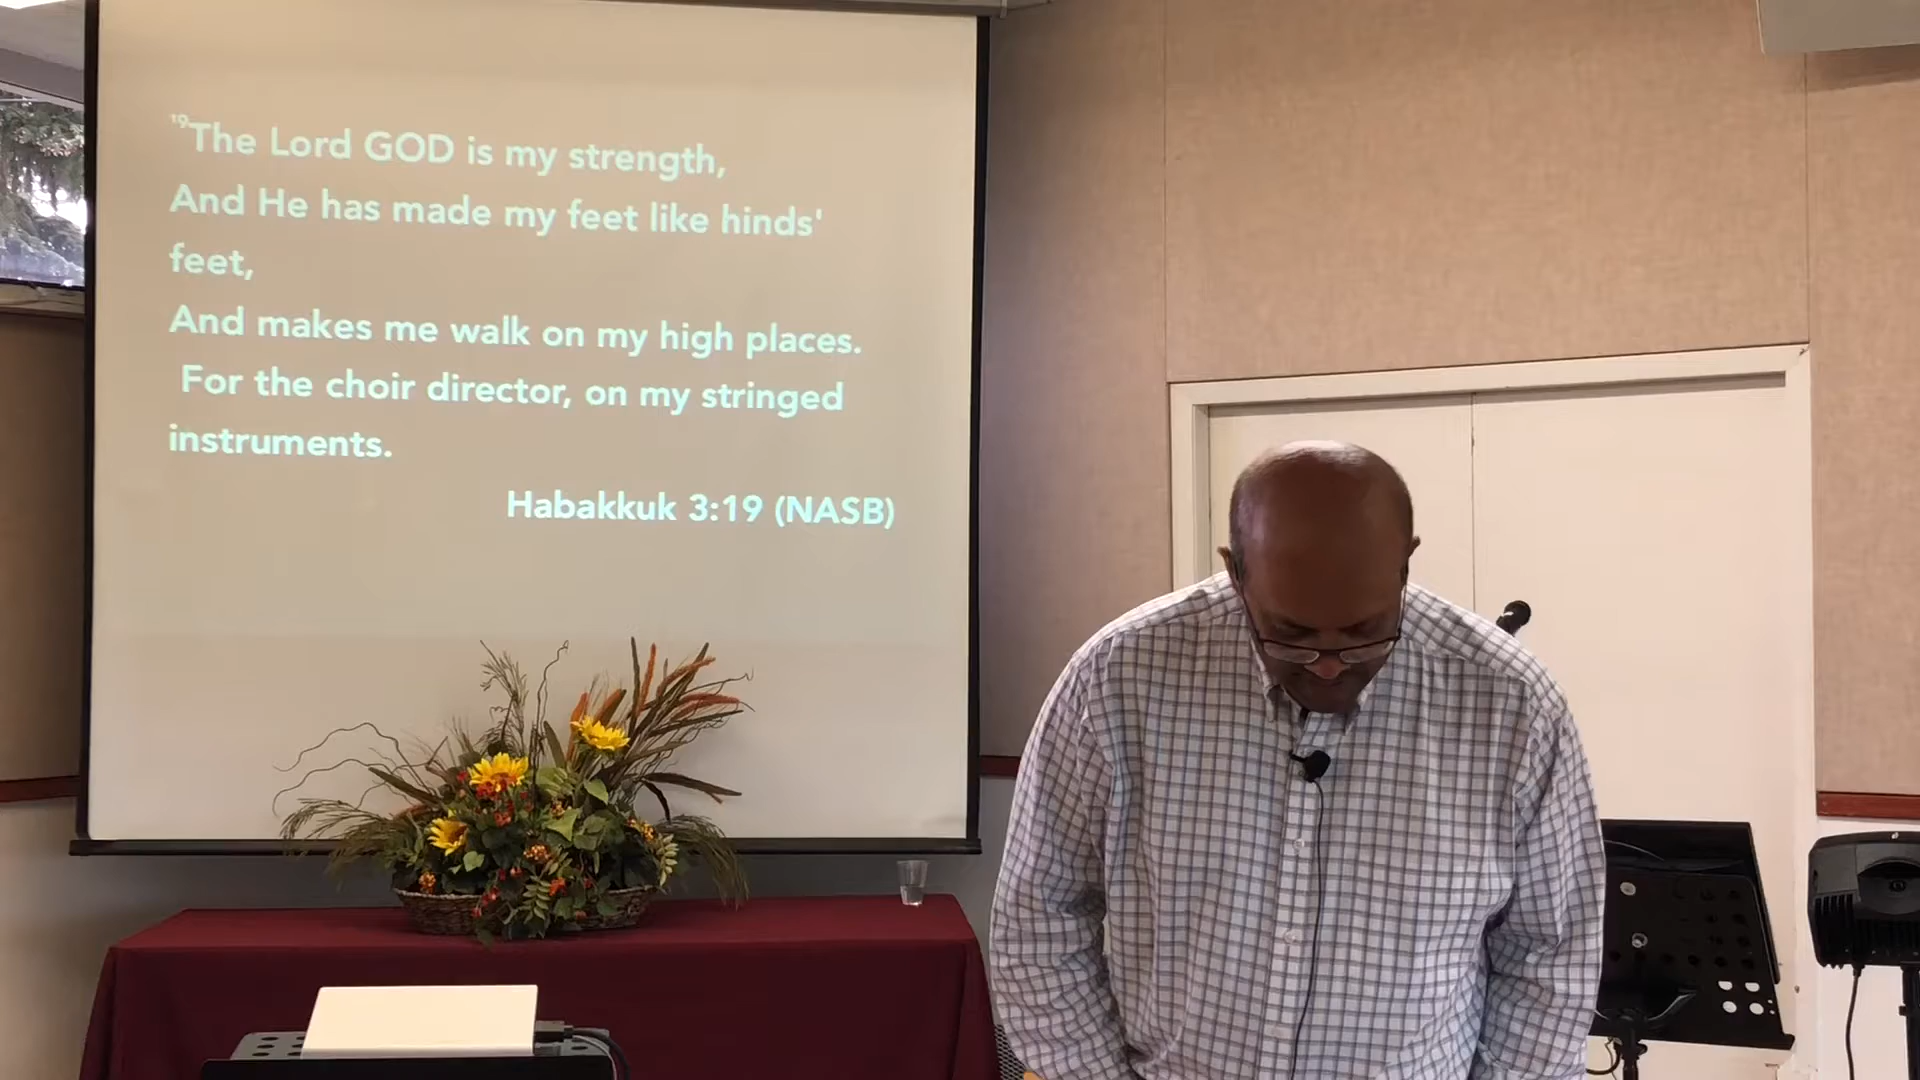 ¹⁹The Lord GOD is my strength,
And He has made my feet like hinds'
feet,
And makes me walk on my high places.
For the choir director, on my stringed
instruments.
Habakkuk 3:19 (NASB)